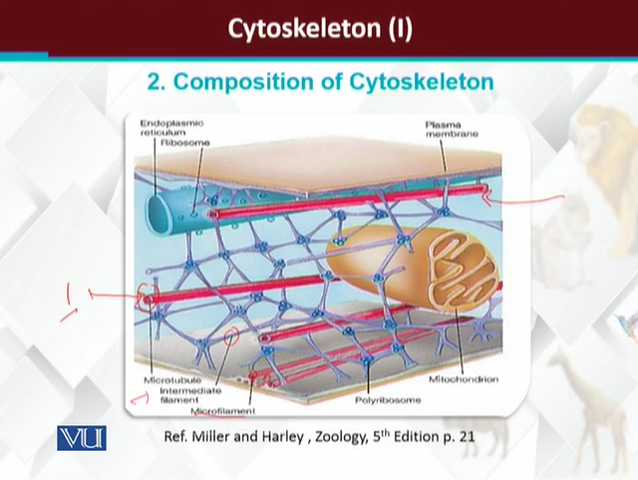 Cytoskeleton (I)
2. Composition of Cytoskeleton
Endoplasmic
reticulum
Ribosome
Plasma
membrane
Microtubule
Intermediate
filament
Microfilament
Mitochondrion
Polyribosome
VU
Ref. Miller and Harley , Zoology, 5th Edition p. 21